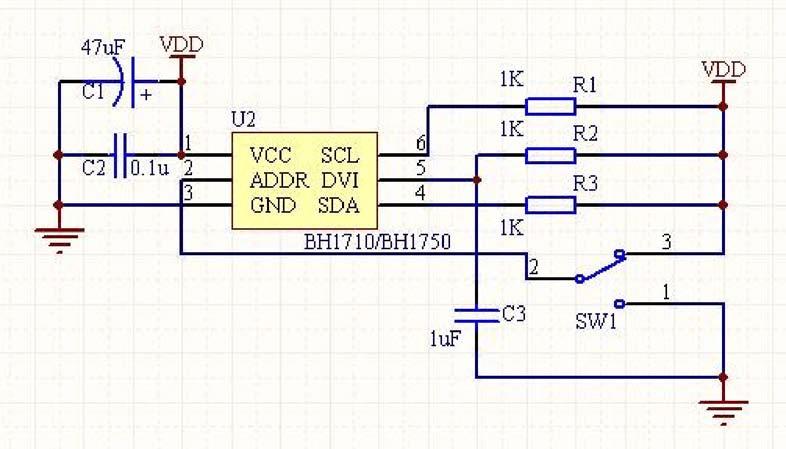 47uF
VDD
C1
+
C2
0.1u
U2
1
2
3
VCC
ADDR
GND
SCL
DVI
SDA
6
5
4
BH1710/BH1750
1K
R1
1K
R2
R3
1K
VDD
2
3
1
SW1
C3
1uF